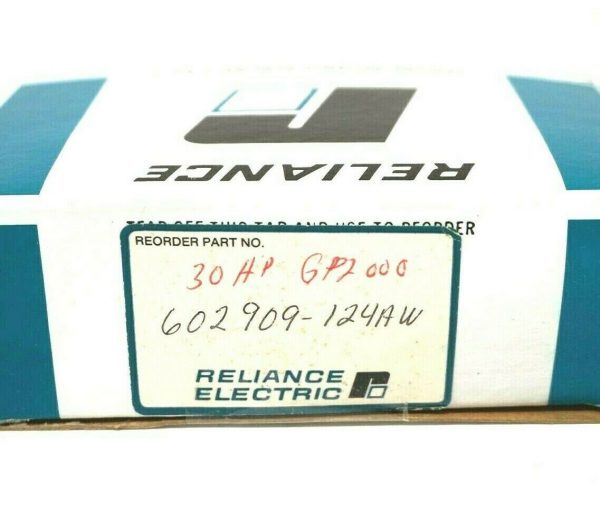 RELIANCE
TEAR OFF THIS TAB AND USE TO REORDER
REORDER PART NO.
30 HP GP2000
602909-124AW
RELIANCE
ELECTRIC